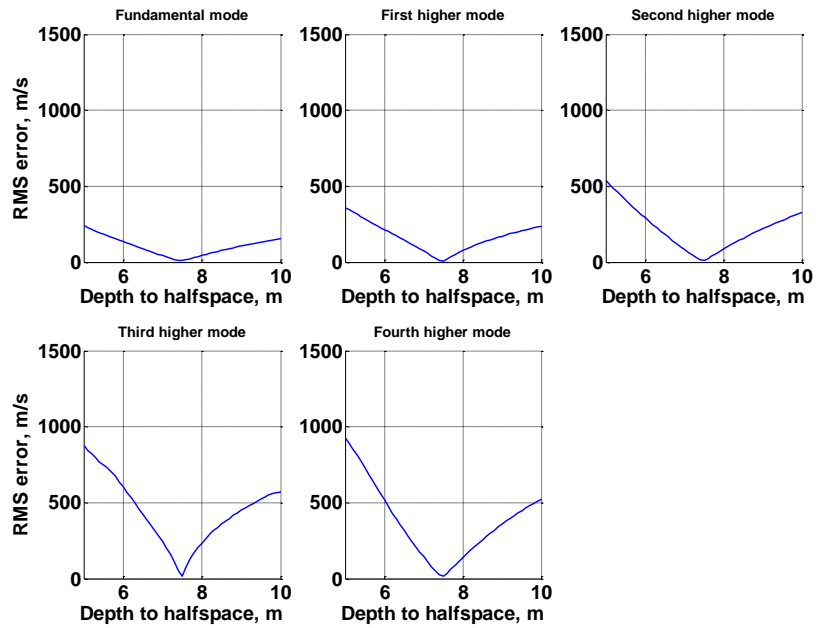 Fundamental mode
First higher mode
Second higher mode
1500
1000
500
0
RMS error, m/s
6
8
10
Depth to halfspace, m
1500
1000
500
0
6
8
10
Depth to halfspace, m
1500
1000
500
0
6
8
10
Depth to halfspace, m
Third higher mode
Fourth higher mode
1500
1000
500
0
RMS error, m/s
6
8
10
Depth to halfspace, m
1500
1000
500
0
6
8
10
Depth to halfspace, m